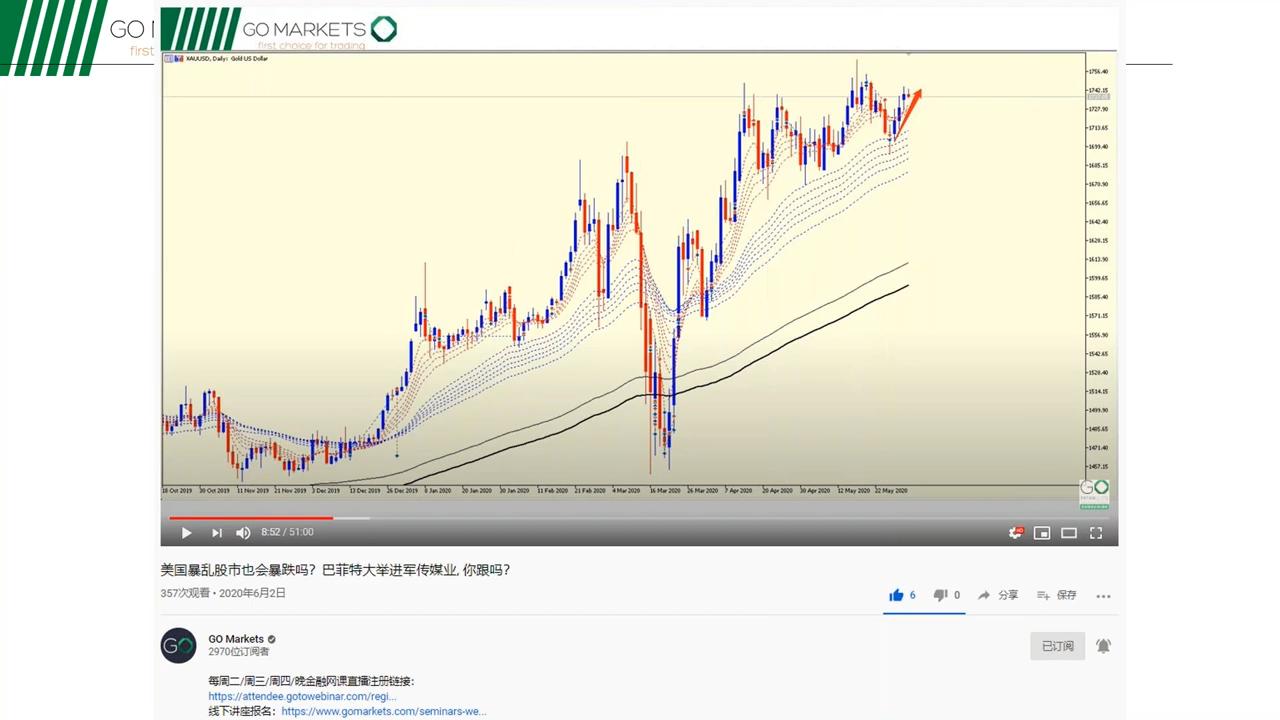 GO M
first
GO MARKETS
first choice for trading
XAUUSD, Daily: Gold US Dollar
1756.40
1742.15
1727.90
1713.65
1699.40
1685.15
1670.90
1656.65
1642.40
1628.15
1613.90
1599.65
1585.40
1571.15
1556.90
1542.65
1528.40
1514.15
1499.90
1485.65
1471.40
1457.15
18 Oct 2019 30 Oct 2019 11 Nov 2019 21 Nov 2019 3 Dec 2019 13 Dec 2019 26 Dec 2019 8 Jan 2020 20 Jan 2020 30 Jan 2020 11 Feb 2020 21 Feb 2020 4 Mar 2020 16 Mar 2020 26 Mar 2020 7 Apr 2020 20 Apr 2020 30 Apr 2020 12 May 2020 22 May 2020
GO
8:52 / 51:00
美国暴乱股市也会暴跌吗？巴菲特大举进军传媒业, 你跟吗？
357次观看 • 2020年6月2日
6 0 分享 保存
GO
GO Markets
2970位订阅者
已订阅
每周二/周三/周四/晚金融网课直播注册链接：
https://attendee.gotowebinar.com/regi...
线下讲座报名：https://www.gomarkets.com/seminars-we...